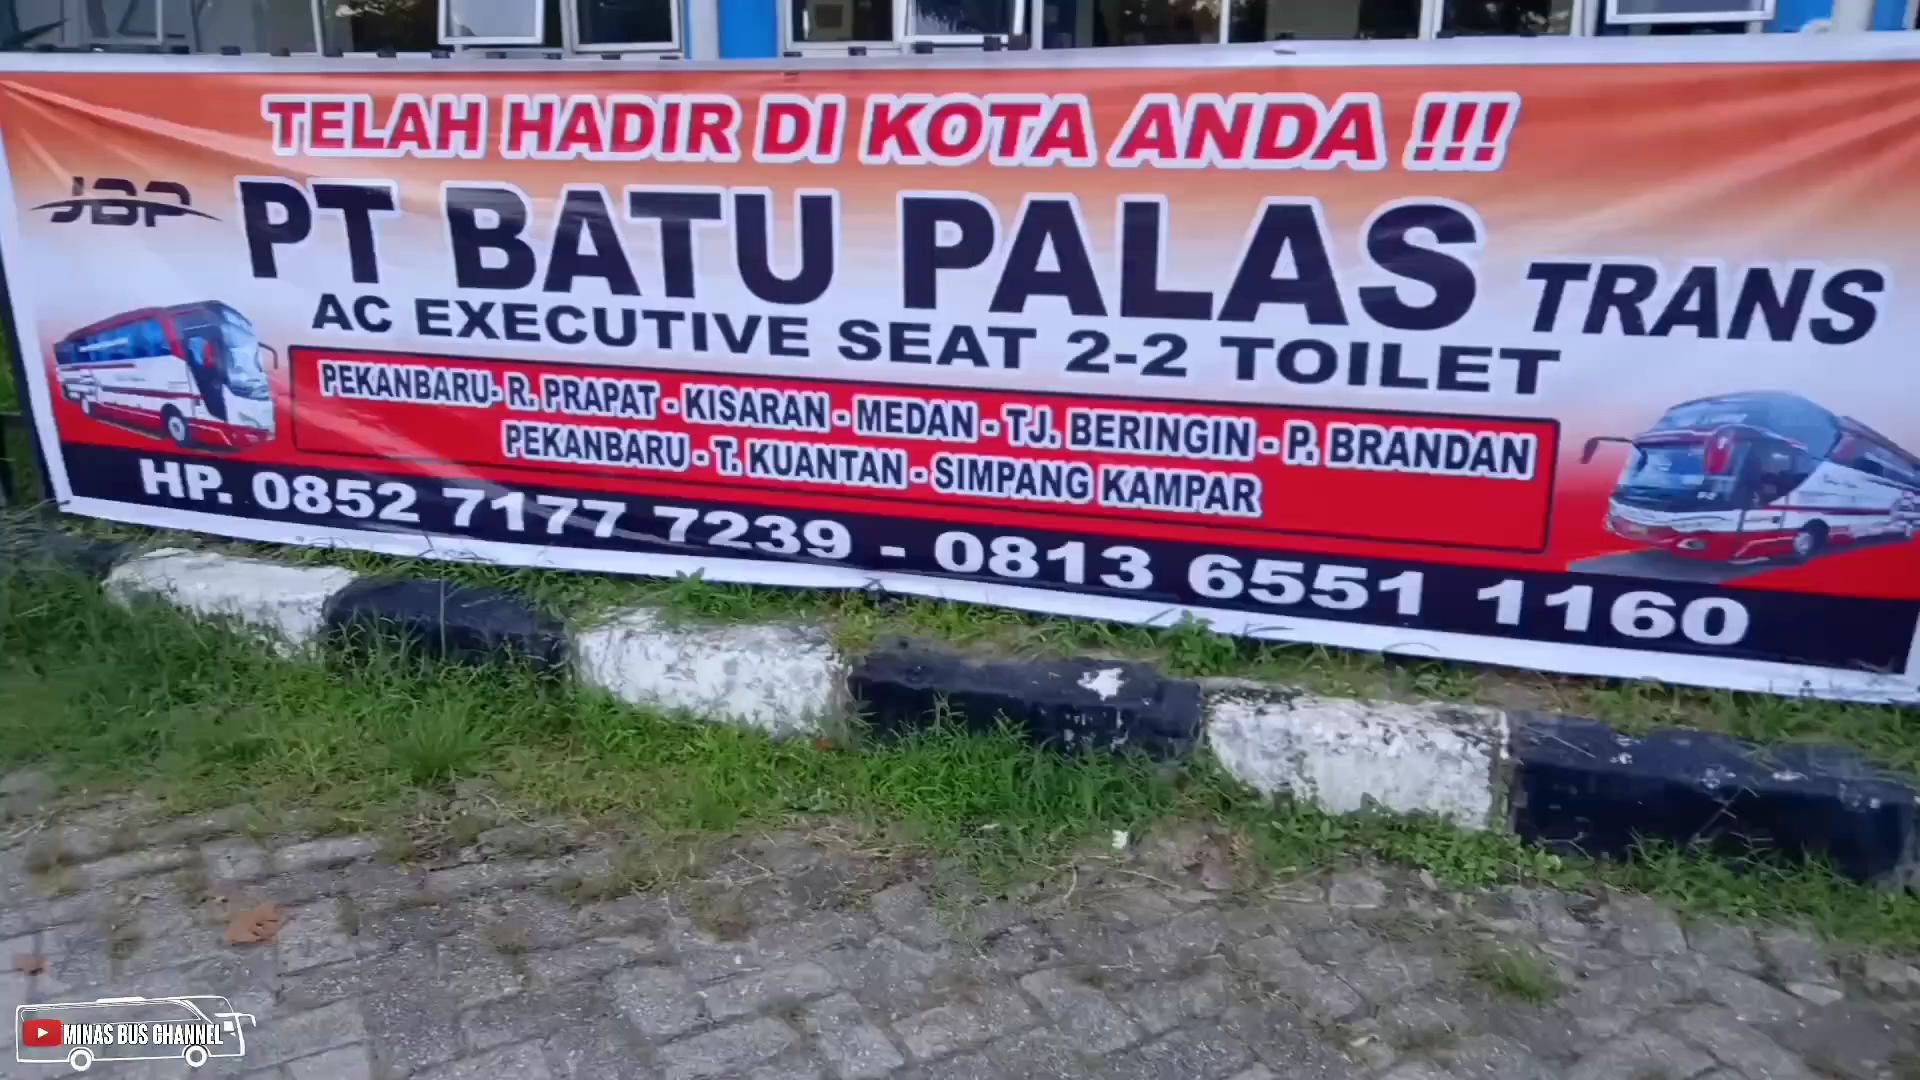 TELAH HADIR DI KOTA ANDA !!!
JBP
PT BATU PALAS TRANS
AC EXECUTIVE SEAT 2-2 TOILET
PEKANBARU- R. PRAPAT - KISARAN - MEDAN - TJ. BERINGIN - P. BRANDAN
PEKANBARU - T. KUANTAN - SIMPANG KAMPAR
HP. 0852 7177 7239 - 0813 6551 1160
MINAS BUS CHANNEL